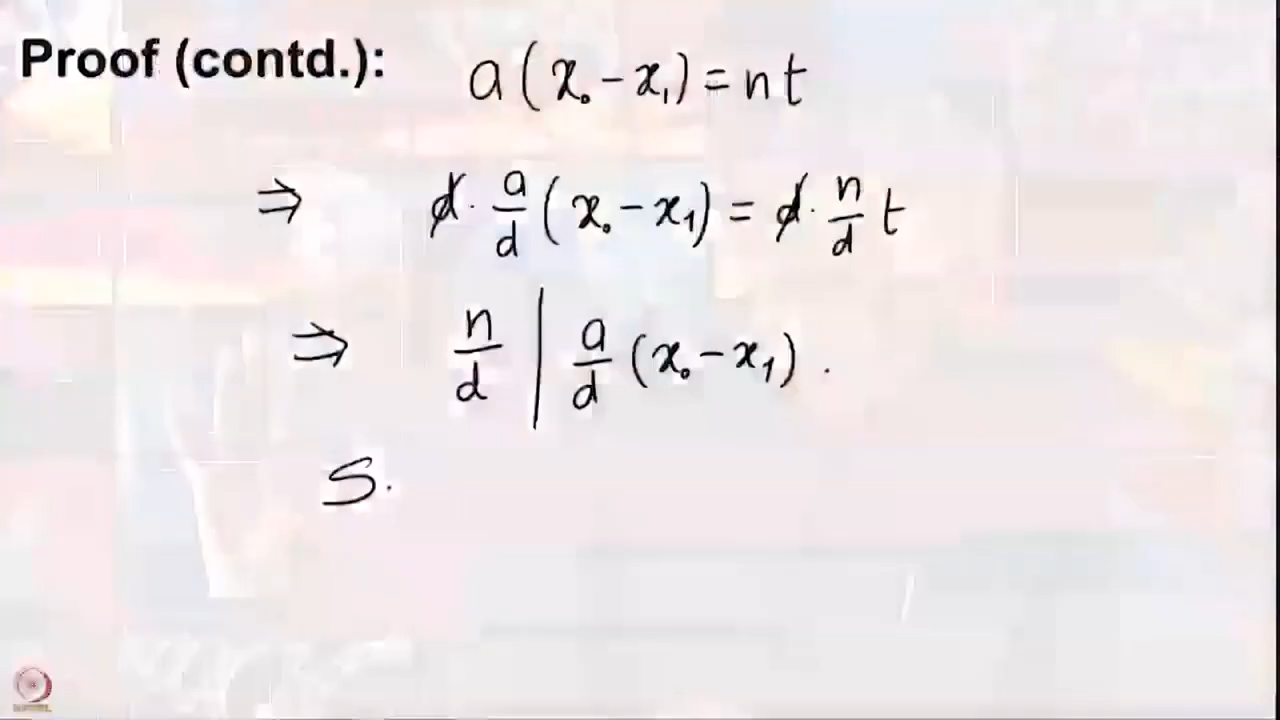 Proof (contd.): a(x₀ − x₁) = nt
⇒ d · a/d (x₀ − x₁) = d · n/d t
⇒ n/d | a/d (x₀ − x₁) .
S.